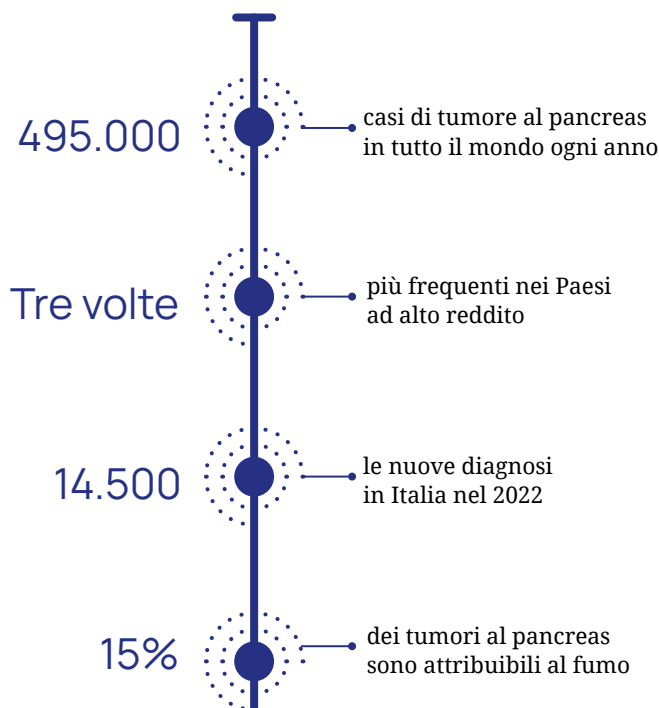 495.000
casi di tumore al pancreas
in tutto il mondo ogni anno
Tre volte
più frequenti nei Paesi
ad alto reddito
14.500
le nuove diagnosi
in Italia nel 2022
15%
dei tumori al pancreas
sono attribuibili al fumo